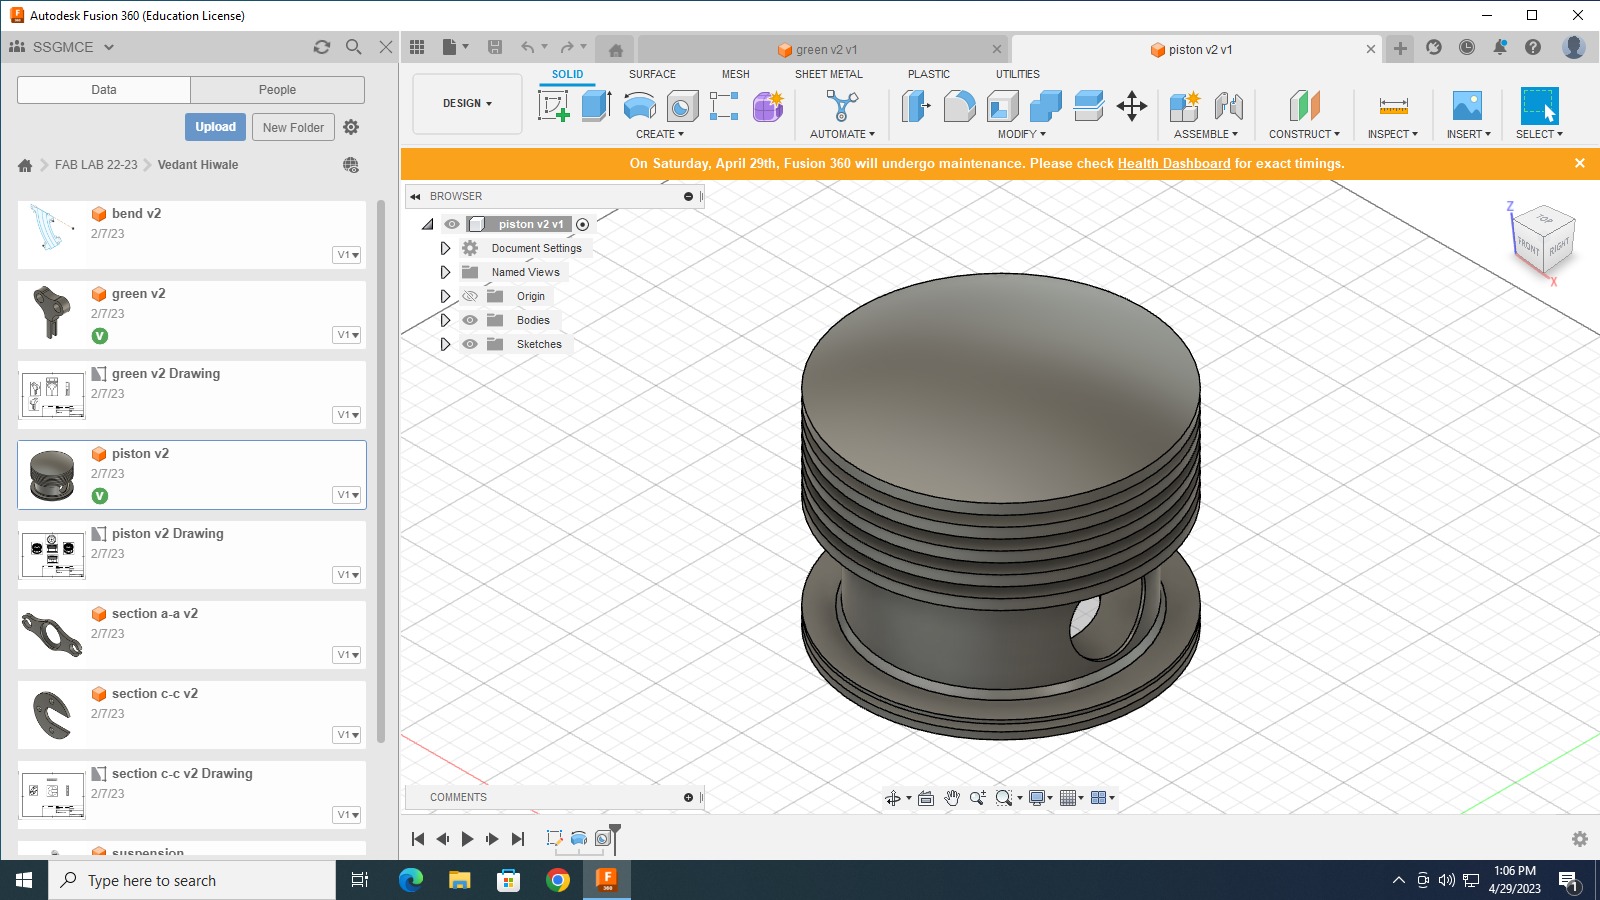 Autodesk Fusion 360 (Education License)
SSGMCE
green v2 v1
piston v2 v1
Data
People
Upload
New Folder
FAB LAB 22-23
Vedant Hiwale
DESIGN
SOLID
SURFACE
MESH
SHEET METAL
PLASTIC
UTILITIES
CREATE
AUTOMATE
MODIFY
ASSEMBLE
CONSTRUCT
INSPECT
INSERT
SELECT
On Saturday, April 29th, Fusion 360 will undergo maintenance. Please check Health Dashboard for exact timings.
bend v2
2/7/23
V1
green v2
2/7/23
V
V1
green v2 Drawing
2/7/23
V1
piston v2
2/7/23
V
V1
piston v2 Drawing
2/7/23
V1
section a-a v2
2/7/23
V1
section c-c v2
2/7/23
V1
section c-c v2 Drawing
2/7/23
V1
suspension
BROWSER
piston v2 v1
Document Settings
Named Views
Origin
Bodies
Sketches
Z
TOP
FRONT
RIGHT
X
COMMENTS
Type here to search
F
360
1:06 PM
4/29/2023
1